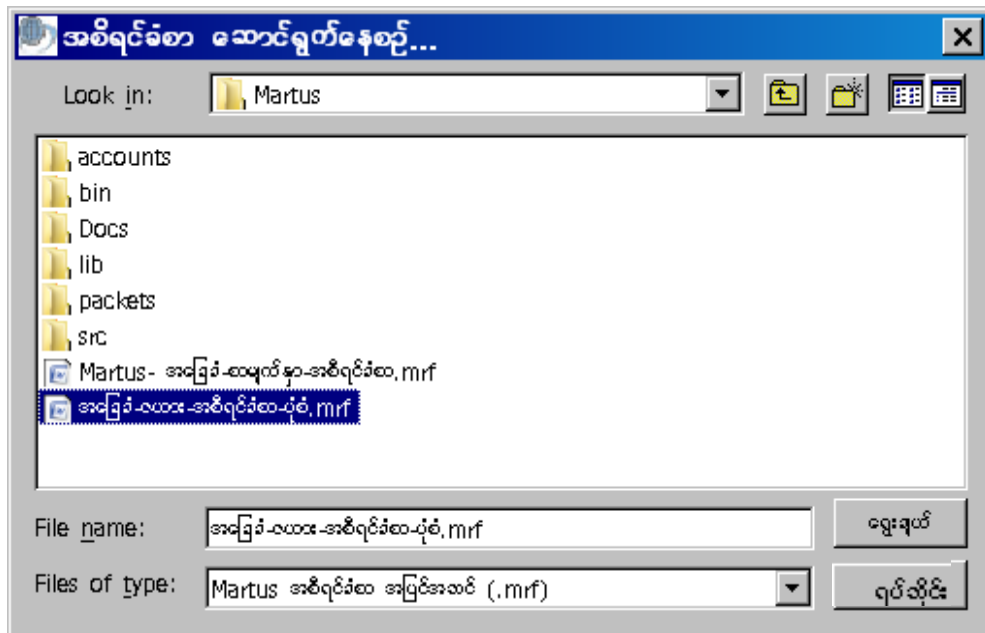 အစီရင်ခံစာ ဆောင်ရွက်နေစဉ်...
Look in: Martus
accounts
bin
Docs
lib
packets
src
Martus- အခြေခံ-စာမျက်နှာ-အစီရင်ခံစာ.mrf
အခြေခံ-ဇယား-အစီရင်ခံစာ-ပုံစံ.mrf
File name: အခြေခံ-ဇယား-အစီရင်ခံစာ-ပုံစံ.mrf ရွေးချယ်
Files of type: Martus အစီရင်ခံစာ အပြင်အဆင် (.mrf) ရပ်ဆိုင်း